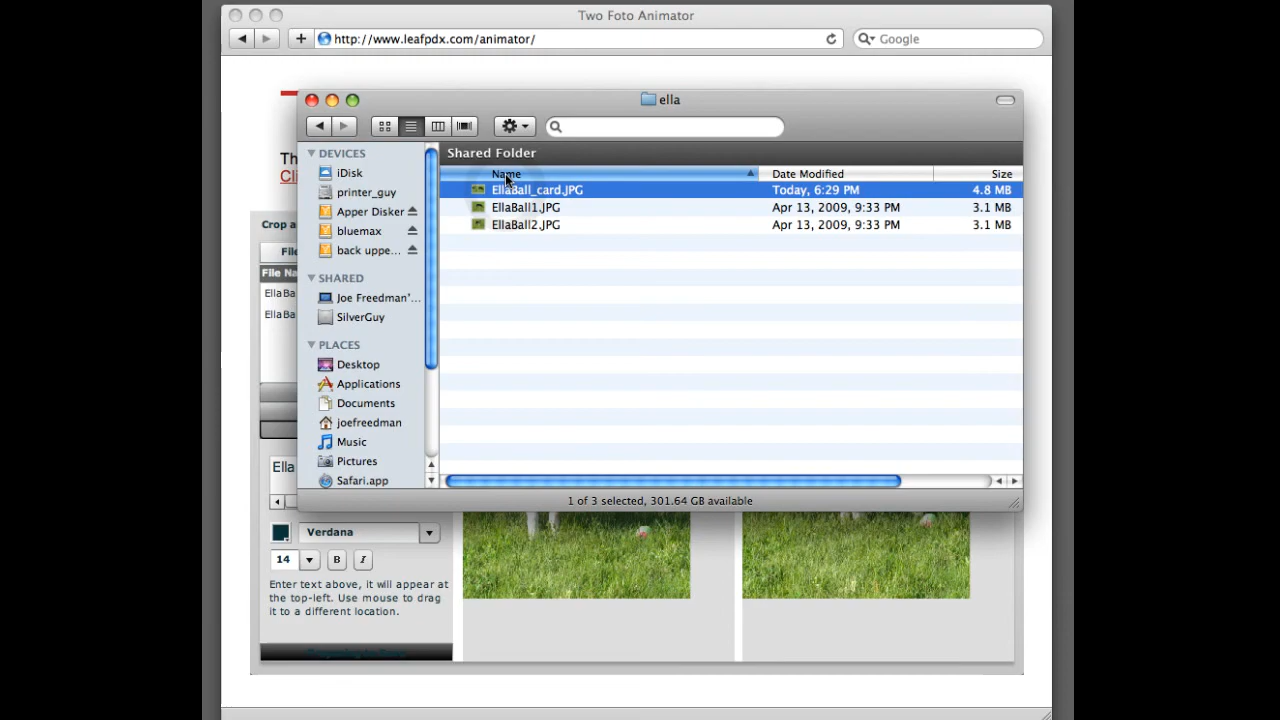 Two Foto Animator
http://www.leafpdx.com/animator/
Google
ella
Shared Folder
Name Date Modified Size
EllaBall_card.JPG Today, 6:29 PM 4.8 MB
EllaBall1.JPG Apr 13, 2009, 9:33 PM 3.1 MB
EllaBall2.JPG Apr 13, 2009, 9:33 PM 3.1 MB
DEVICES
iDisk
printer_guy
Apper Disker
bluemax
back uppe...
SHARED
Joe Freedman'...
SilverGuy
PLACES
Desktop
Applications
Documents
joefreedman
Music
Pictures
Safari.app
1 of 3 selected, 301.64 GB available
Th
Cli
Crop a
File
File Na
EllaBa
EllaBa
Ella
Verdana
14 B I
Enter text above, it will appear
at the top-left. Use mouse to drag
it to a different location.